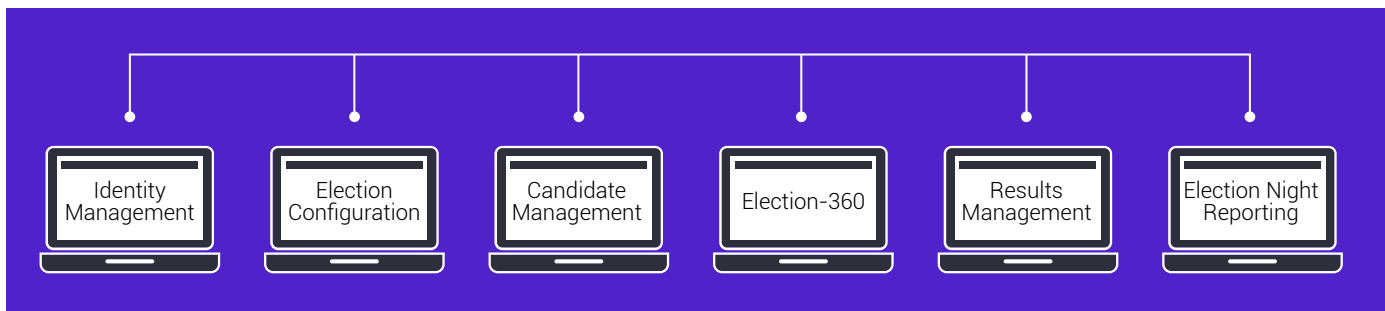 Identity
Management
Election
Configuration
Candidate
Management
Election-360
Results
Management
Election Night
Reporting